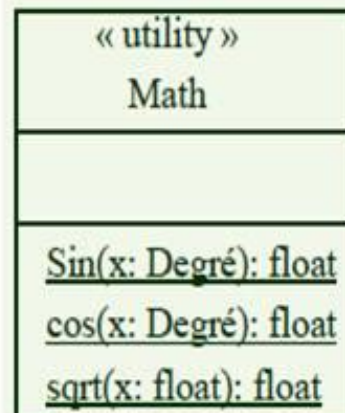 « utility »
Math
Sin(x: Degré): float
cos(x: Degré): float
sqrt(x: float): float